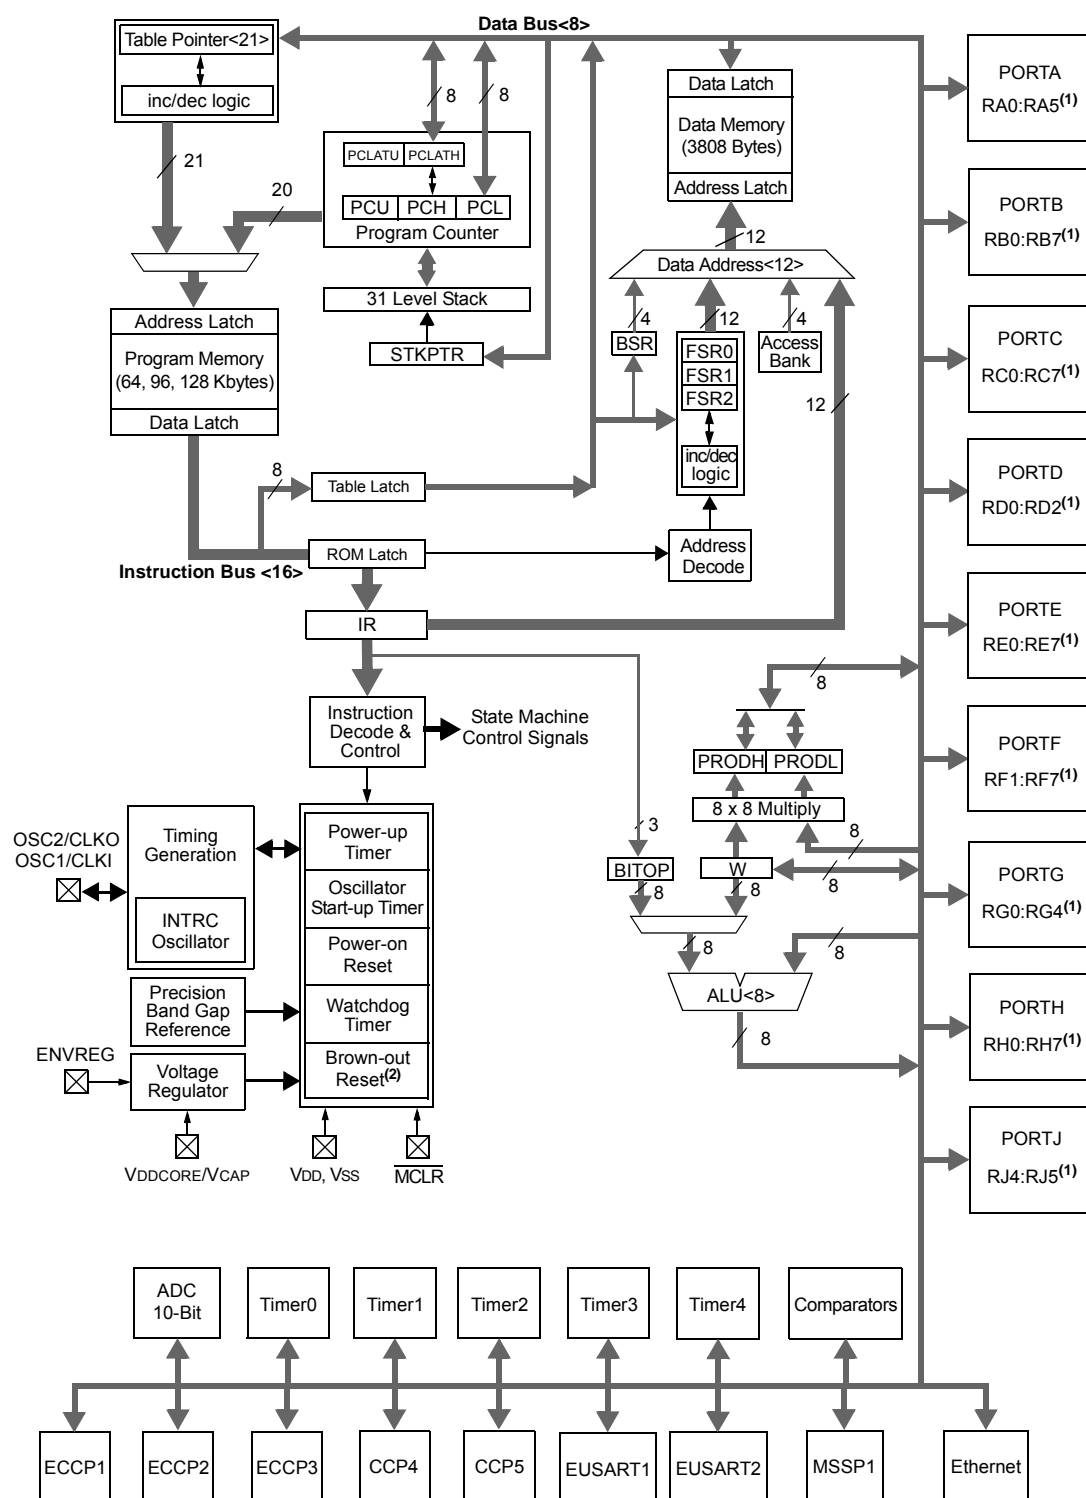 Data Bus<8>
Table Pointer<21>
inc/dec logic
21
20
8
8
PCLATU PCLATH
PCU PCH PCL
Program Counter
31 Level Stack
STKPTR
Data Latch
Data Memory
(3808 Bytes)
Address Latch
12
Data Address<12>
4
12
4
BSR
FSR0
FSR1
FSR2
inc/dec
logic
Access
Bank
12
Address Latch
Program Memory
(64, 96, 128 Kbytes)
Data Latch
8
Table Latch
ROM Latch
Instruction Bus <16>
Address
Decode
IR
Instruction
Decode &
Control
State Machine
Control Signals
8
PRODH PRODL
8 x 8 Multiply
3
8
BITOP
W
8
8
8
8
8
ALU<8>
8
OSC2/CLKO
OSC1/CLKI
Timing
Generation
INTRC
Oscillator
Power-up
Timer
Oscillator
Start-up Timer
Power-on
Reset
Watchdog
Timer
Brown-out
Reset(2)
Precision
Band Gap
Reference
ENVREG
Voltage
Regulator
VDDCORE/VCAP
VDD, VSS
MCLR
PORTA
RA0:RA5(1)
PORTB
RB0:RB7(1)
PORTC
RC0:RC7(1)
PORTD
RD0:RD2(1)
PORTE
RE0:RE7(1)
PORTF
RF1:RF7(1)
PORTG
RG0:RG4(1)
PORTH
RH0:RH7(1)
PORTJ
RJ4:RJ5(1)
ADC
10-Bit
Timer0
Timer1
Timer2
Timer3
Timer4
Comparators
ECCP1
ECCP2
ECCP3
CCP4
CCP5
EUSART1
EUSART2
MSSP1
Ethernet